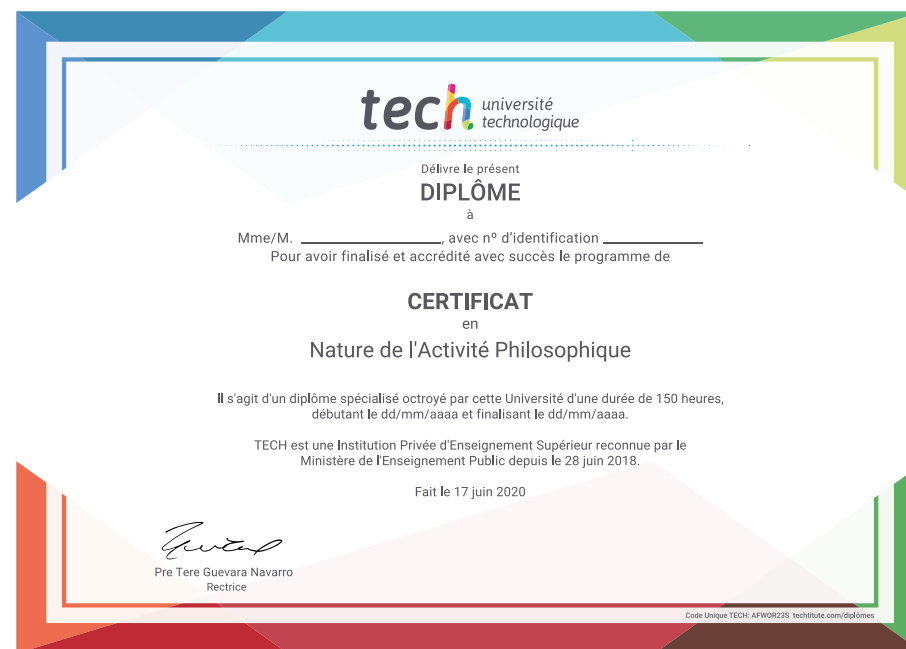 tech université
technologique
Délivre le présent
DIPLÔME
à
Mme/M. ____________________, avec nº d'identification ______________
Pour avoir finalisé et accrédité avec succès le programme de
CERTIFICAT
en
Nature de l'Activité Philosophique
Il s'agit d'un diplôme spécialisé octroyé par cette Université d'une durée de 150 heures,
débutant le dd/mm/aaaa et finalisant le dd/mm/aaaa.
TECH est une Institution Privée d'Enseignement Supérieur reconnue par le
Ministère de l'Enseignement Public depuis le 28 juin 2018.
Fait le 17 juin 2020
Pre Tere Guevara Navarro
Rectrice
Code Unique TECH: AFWOR23S techtitute.com/diplômes